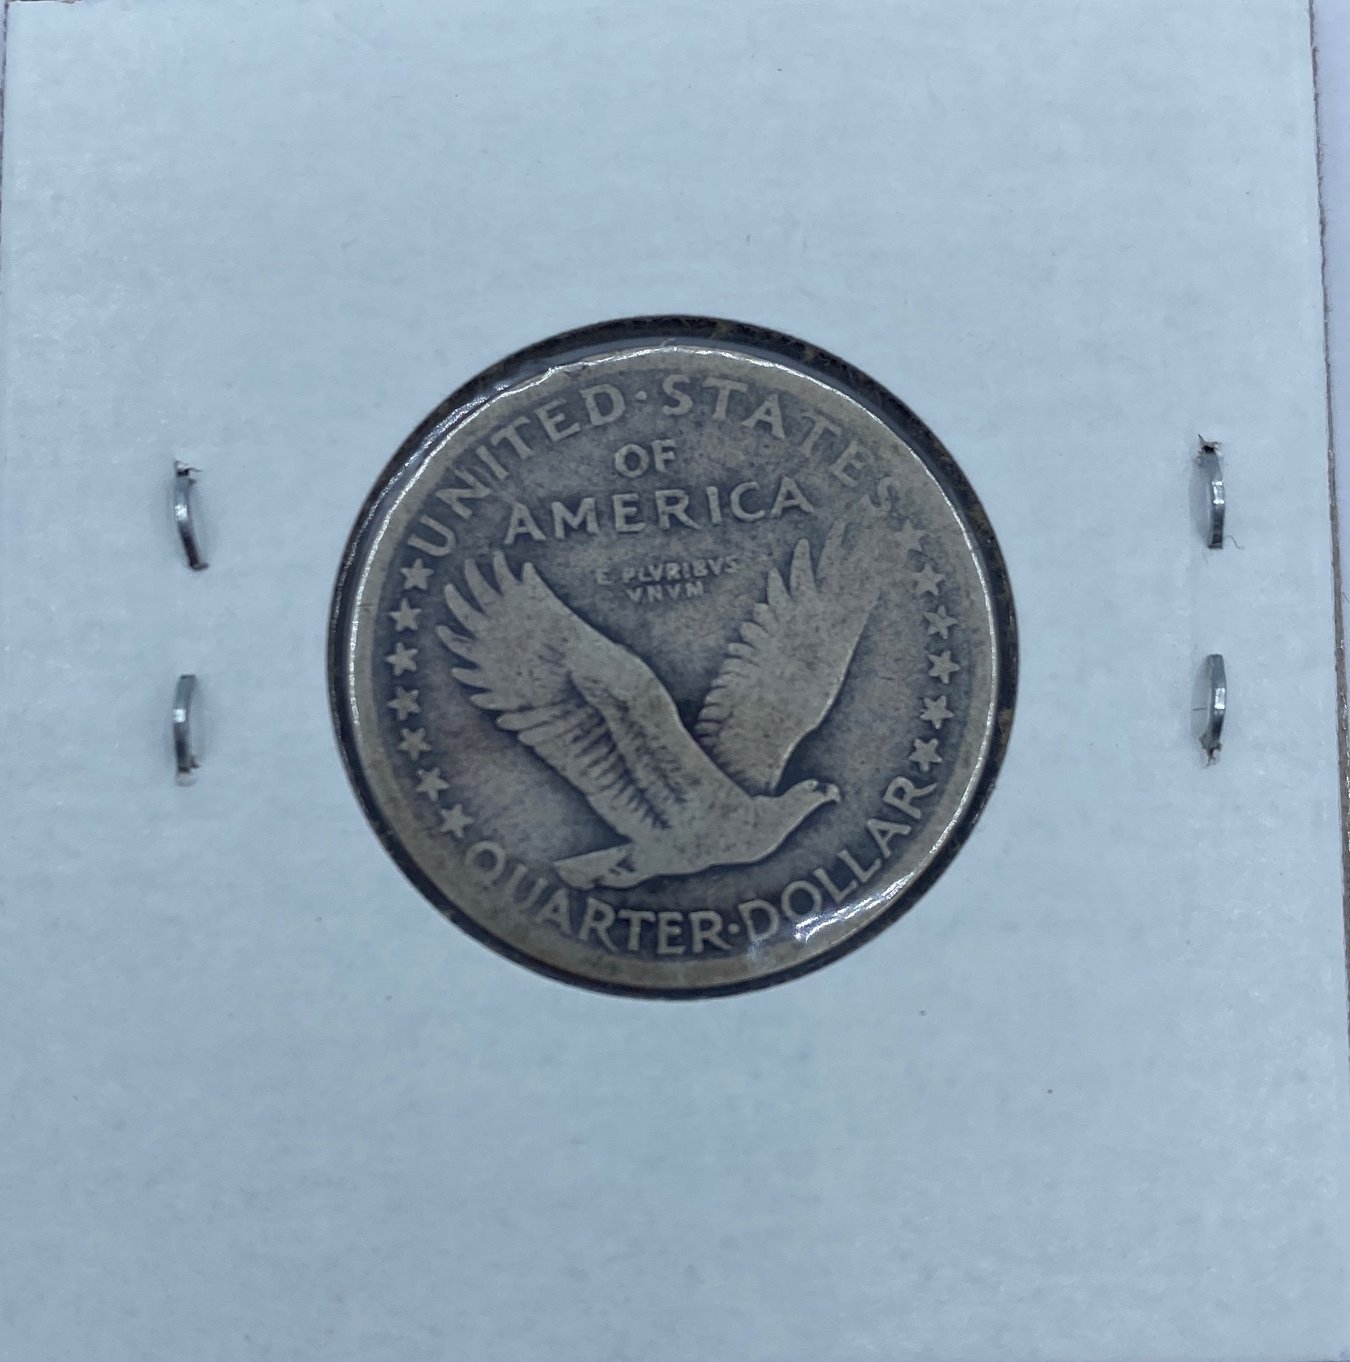 UNITED·STATES
OF
AMERICA
E PLVRIBVS
VNVM
QUARTER·DOLLAR